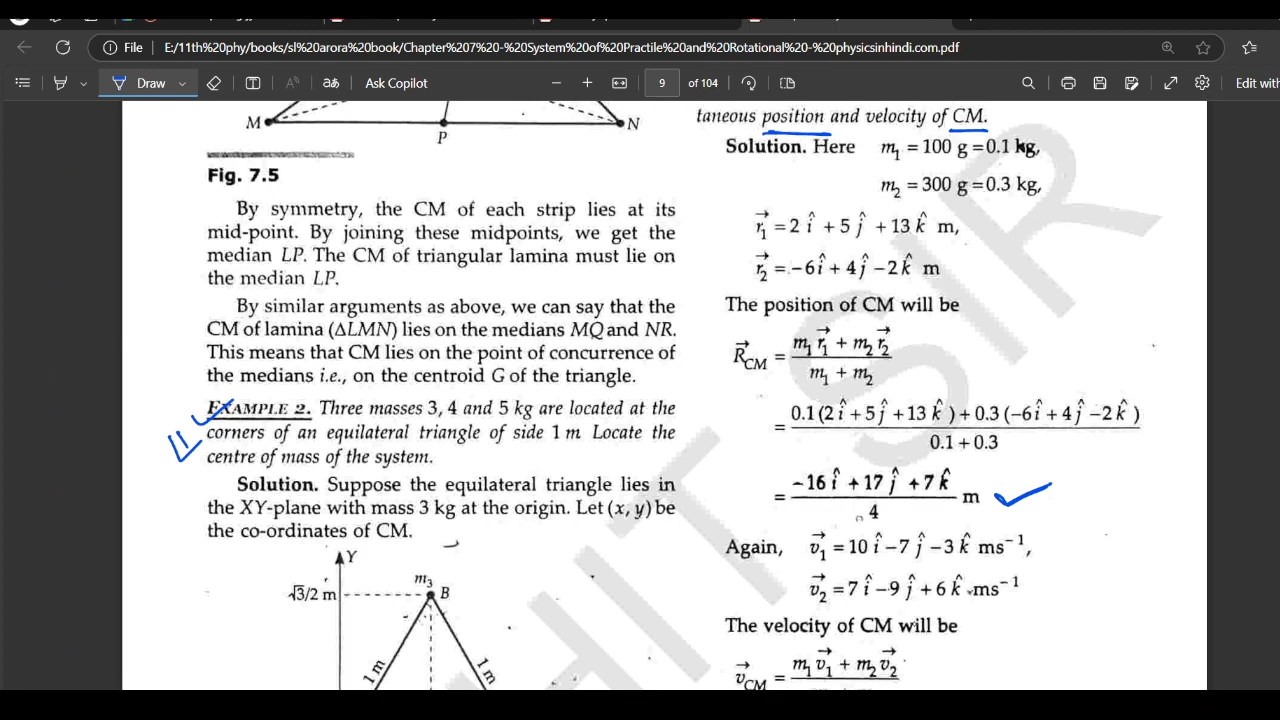 File
E:/11th%20phy/books/sl%20arora%20book/Chapter%207%20-%20System%20of%20Practile%20and%20Rotational%20-%20physicsinhindi.com.pdf
Draw
Ask Copilot
9 of 104
Edit with
M
P
N
Fig. 7.5
By symmetry, the CM of each strip lies at its
mid-point. By joining these midpoints, we get the
median LP. The CM of triangular lamina must lie on
the median LP.
By similar arguments as above, we can say that the
CM of lamina (ΔLMN) lies on the medians MQ and NR.
This means that CM lies on the point of concurrence of
the medians i.e., on the centroid G of the triangle.
EXAMPLE 2. Three masses 3, 4 and 5 kg are located at the
corners of an equilateral triangle of side 1 m Locate the
centre of mass of the system.
Solution. Suppose the equilateral triangle lies in
the XY-plane with mass 3 kg at the origin. Let (x, y) be
the co-ordinates of CM.
Y
m₃
√3/2 m
B
1 m
1 m
taneous position and velocity of CM.
Solution. Here m₁ = 100 g = 0.1 kg,
m₂ = 300 g = 0.3 kg,
r⃗₁ = 2 î + 5 ĵ + 13 k̂ m,
r⃗₂ = -6î + 4ĵ - 2k̂ m
The position of CM will be
R⃗CM = (m₁ r⃗₁ + m₂ r⃗₂) / (m₁ + m₂)
= (0.1 (2 î + 5ĵ + 13 k̂) + 0.3 (-6î + 4ĵ - 2k̂)) / (0.1 + 0.3)
= (-16 î + 17 ĵ + 7 k̂) / 4 m
Again, v⃗₁ = 10 î - 7 ĵ - 3 k̂ ms⁻¹,
v⃗₂ = 7 î - 9 ĵ + 6 k̂ ms⁻¹
The velocity of CM will be
v⃗CM = m₁ v⃗₁ + m₂ v⃗₂